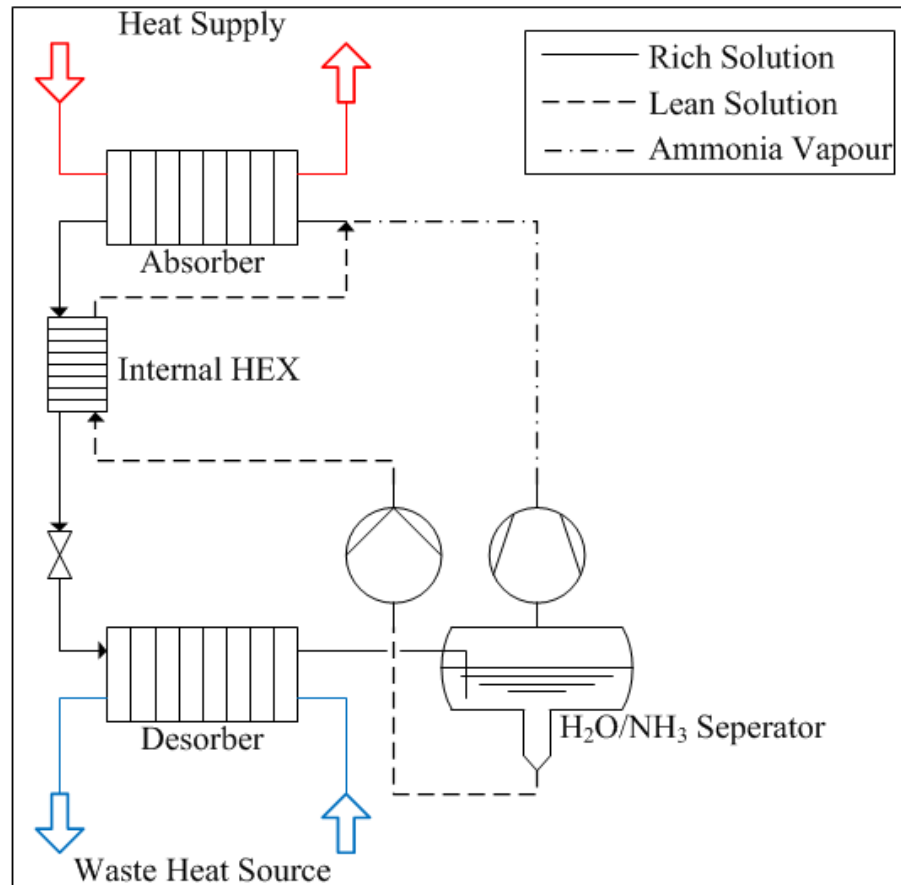 Heat Supply
Rich Solution
Lean Solution
Ammonia Vapour
Absorber
Internal HEX
H₂O/NH₃ Seperator
Desorber
Waste Heat Source